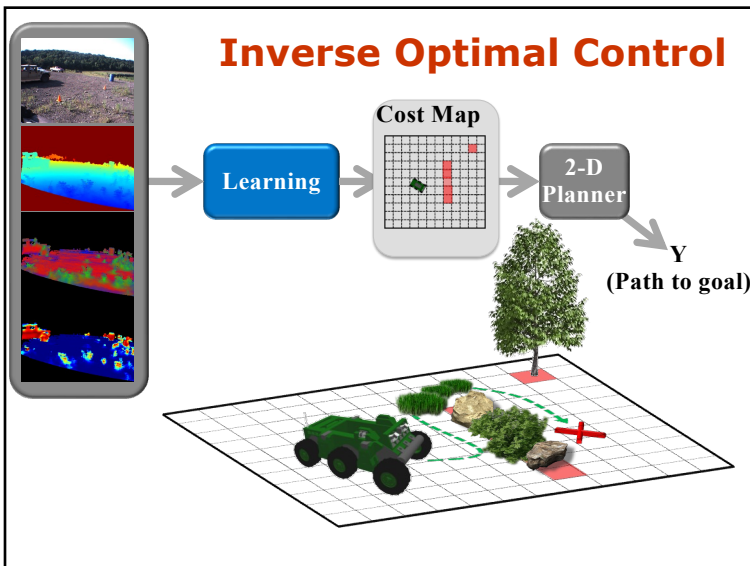 Inverse Optimal Control
Cost Map
Learning
2-D
Planner
Y
(Path to goal)